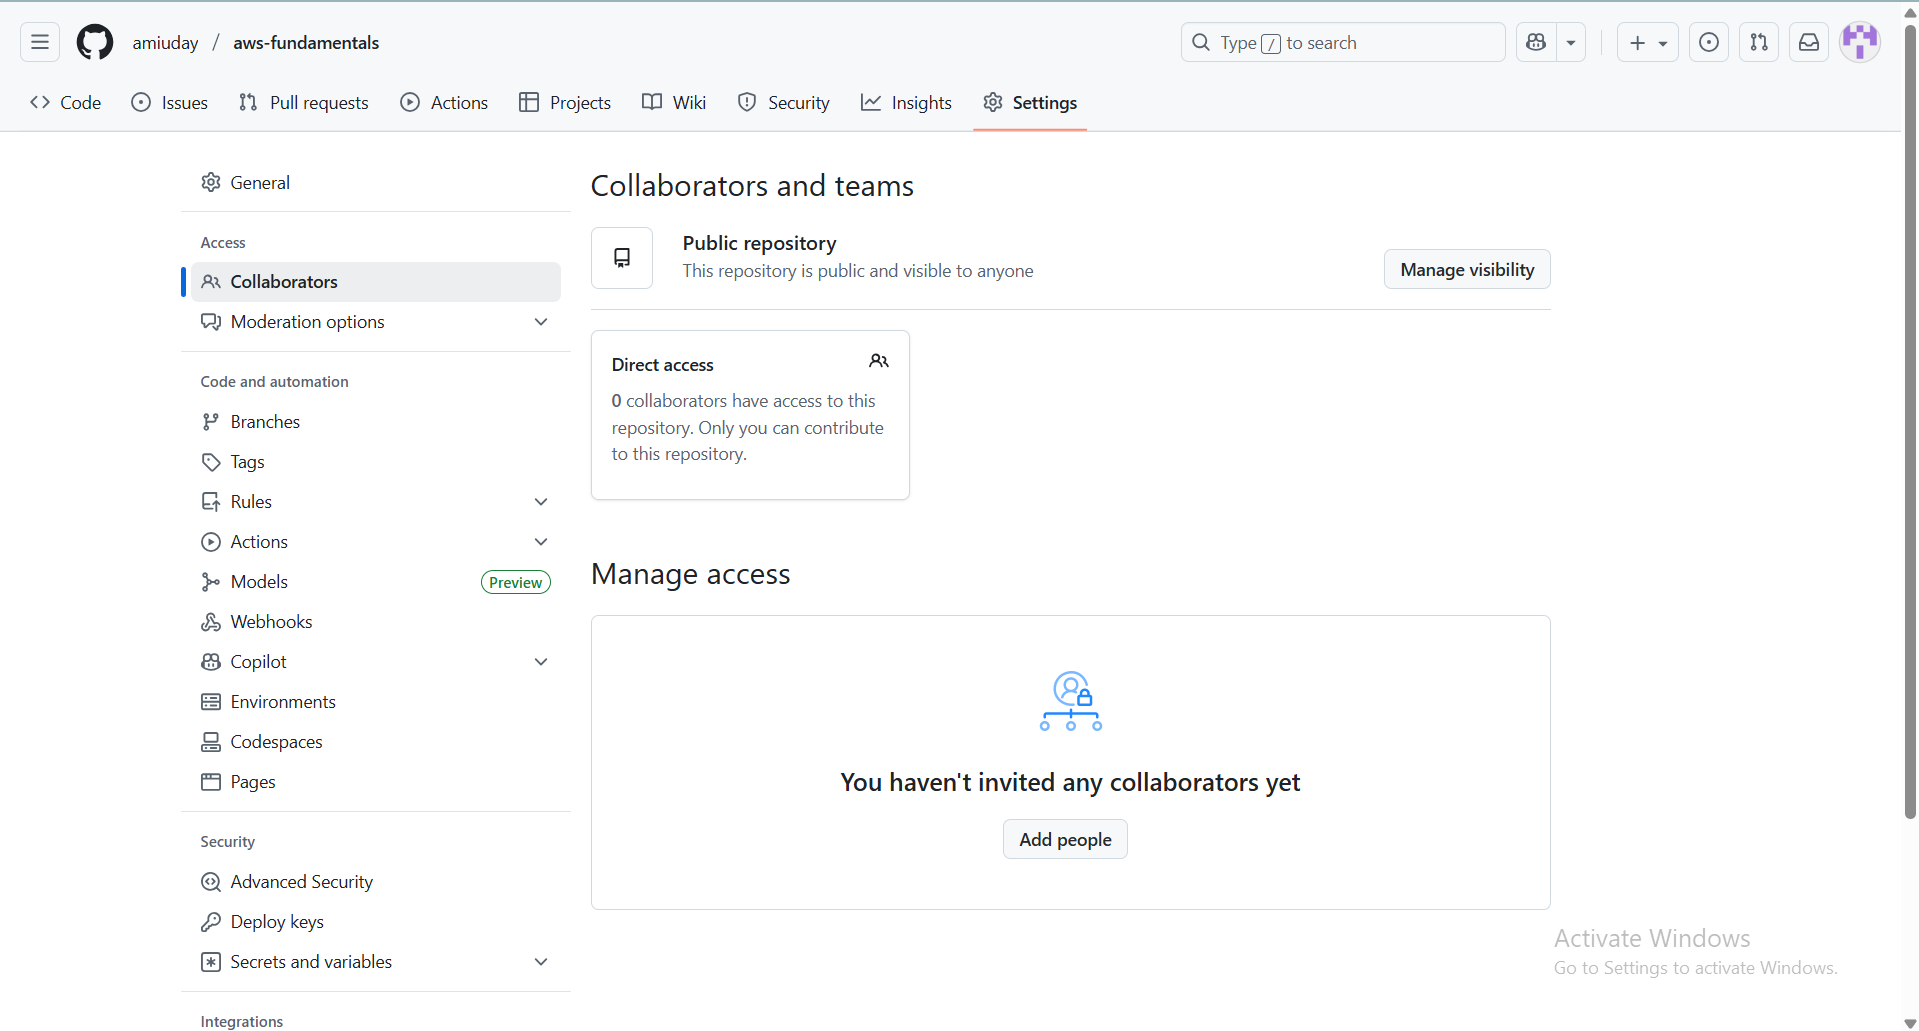 amiuday / aws-fundamentals
Type / to search
Code
Issues
Pull requests
Actions
Projects
Wiki
Security
Insights
Settings
General
Access
Collaborators
Moderation options
Code and automation
Branches
Tags
Rules
Actions
Models Preview
Webhooks
Copilot
Environments
Codespaces
Pages
Security
Advanced Security
Deploy keys
Secrets and variables
Integrations
Collaborators and teams
Public repository
This repository is public and visible to anyone
Manage visibility
Direct access
0 collaborators have access to this
repository. Only you can contribute
to this repository.
Manage access
You haven't invited any collaborators yet
Add people
Activate Windows
Go to Settings to activate Windows.